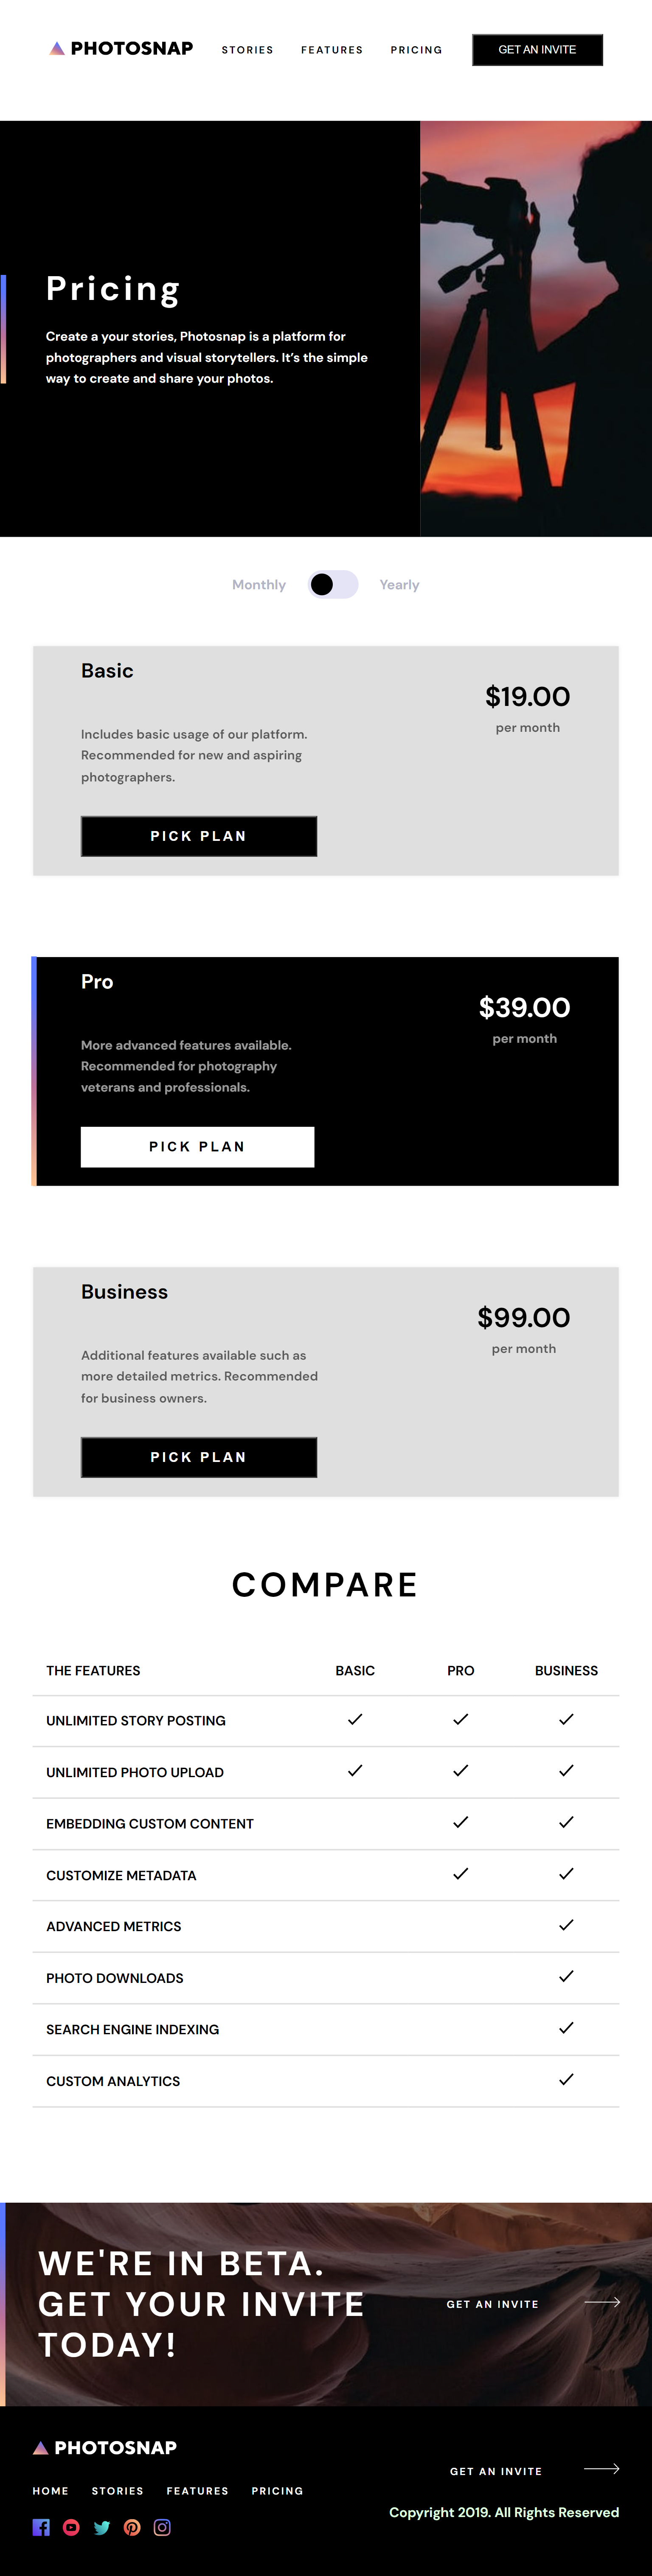 PHOTOSNAP STORIES FEATURES PRICING GET AN INVITE
Pricing
Create a your stories, Photosnap is a platform for
photographers and visual storytellers. It’s the simple
way to create and share your photos.
Monthly Yearly
Basic
$19.00
per month
Includes basic usage of our platform.
Recommended for new and aspiring
photographers.
PICK PLAN
Pro
$39.00
per month
More advanced features available.
Recommended for photography
veterans and professionals.
PICK PLAN
Business
$99.00
per month
Additional features available such as
more detailed metrics. Recommended
for business owners.
PICK PLAN
COMPARE
THE FEATURES BASIC PRO BUSINESS
UNLIMITED STORY POSTING
UNLIMITED PHOTO UPLOAD
EMBEDDING CUSTOM CONTENT
CUSTOMIZE METADATA
ADVANCED METRICS
PHOTO DOWNLOADS
SEARCH ENGINE INDEXING
CUSTOM ANALYTICS
WE'RE IN BETA.
GET YOUR INVITE
TODAY!
GET AN INVITE
PHOTOSNAP
GET AN INVITE
HOME STORIES FEATURES PRICING
Copyright 2019. All Rights Reserved